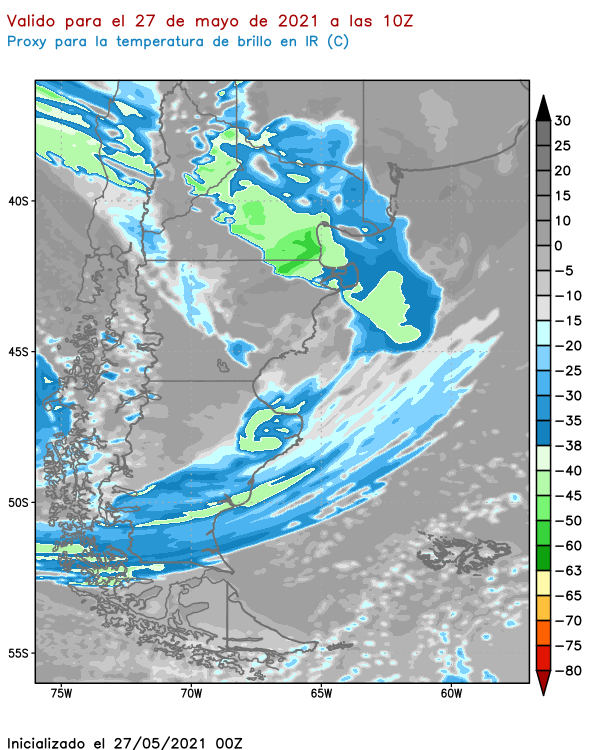 Valido para el 27 de mayo de 2021 a las 10Z
Proxy para la temperatura de brillo en IR (C)
30
25
20
15
10
0
−5
−10
−15
−20
−25
−30
−35
−38
−40
−45
−50
−60
−63
−65
−70
−75
−80
40S
45S
50S
55S
75W
70W
65W
60W
Inicializado el 27/05/2021 00Z